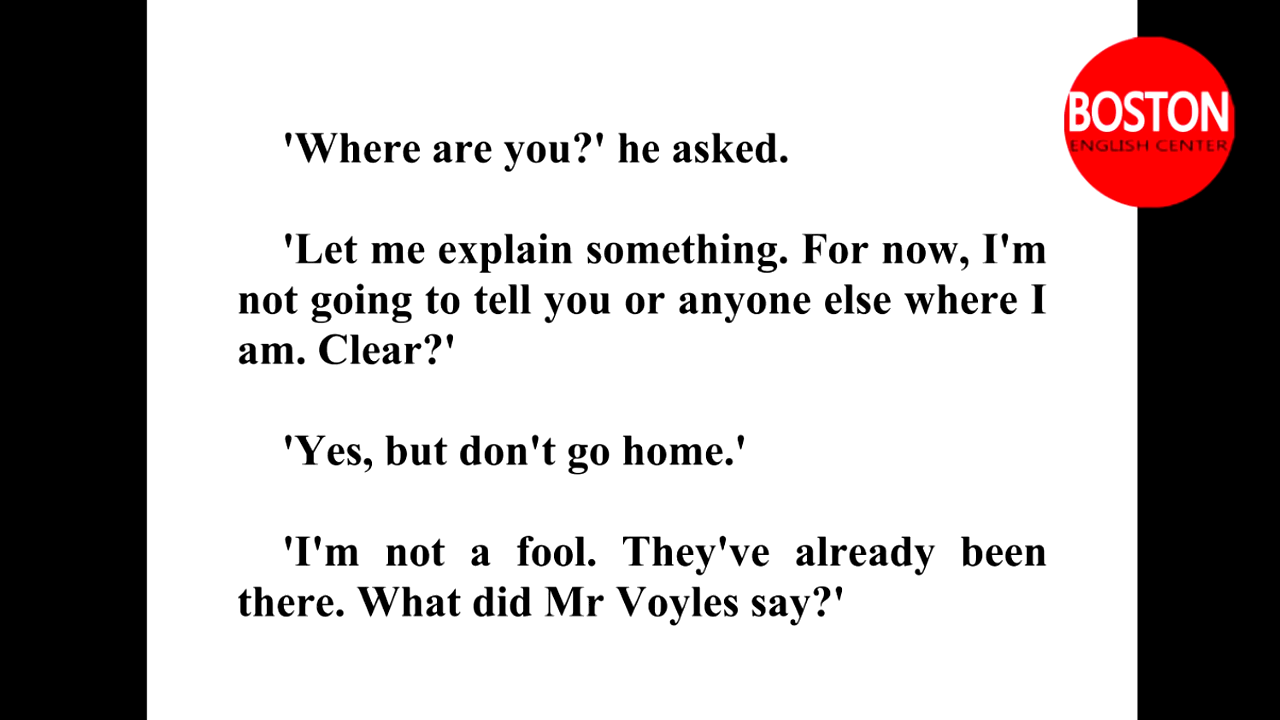 BOSTON
ENGLISH CENTER
'Where are you?' he asked.
'Let me explain something. For now, I'm
not going to tell you or anyone else where I
am. Clear?'
'Yes, but don't go home.'
'I'm not a fool. They've already been
there. What did Mr Voyles say?'